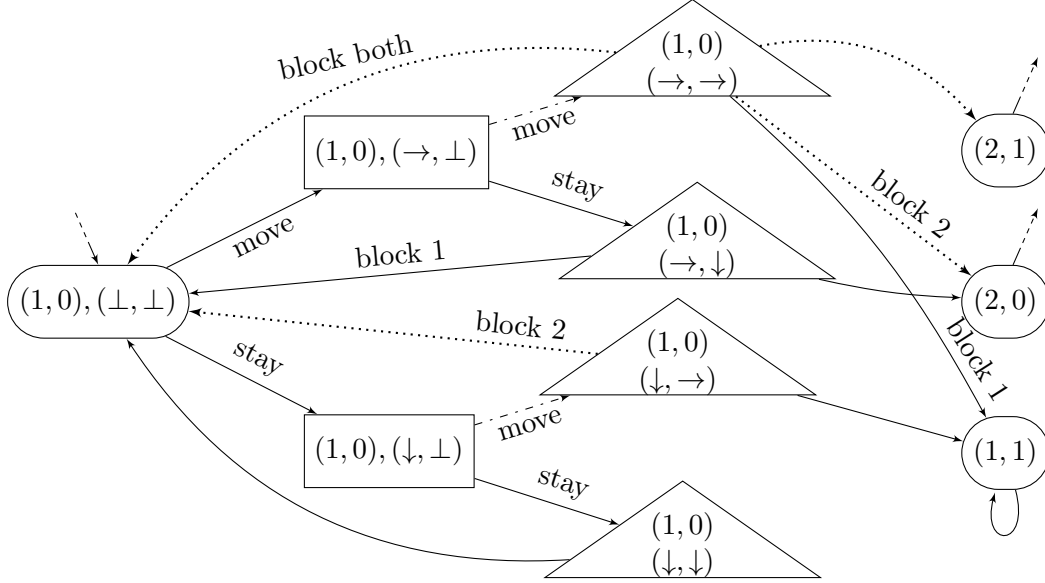 (1, 0)
(→, →)
block both
move
(1, 0), (→, ⊥)
(2, 1)
stay
block 2
(1, 0)
(→, ↓)
move
block 1
(1, 0), (⊥, ⊥)
(2, 0)
block 2
(1, 0)
(↓, →)
stay
block 1
move
(1, 0), (↓, ⊥)
(1, 1)
stay
(1, 0)
(↓, ↓)